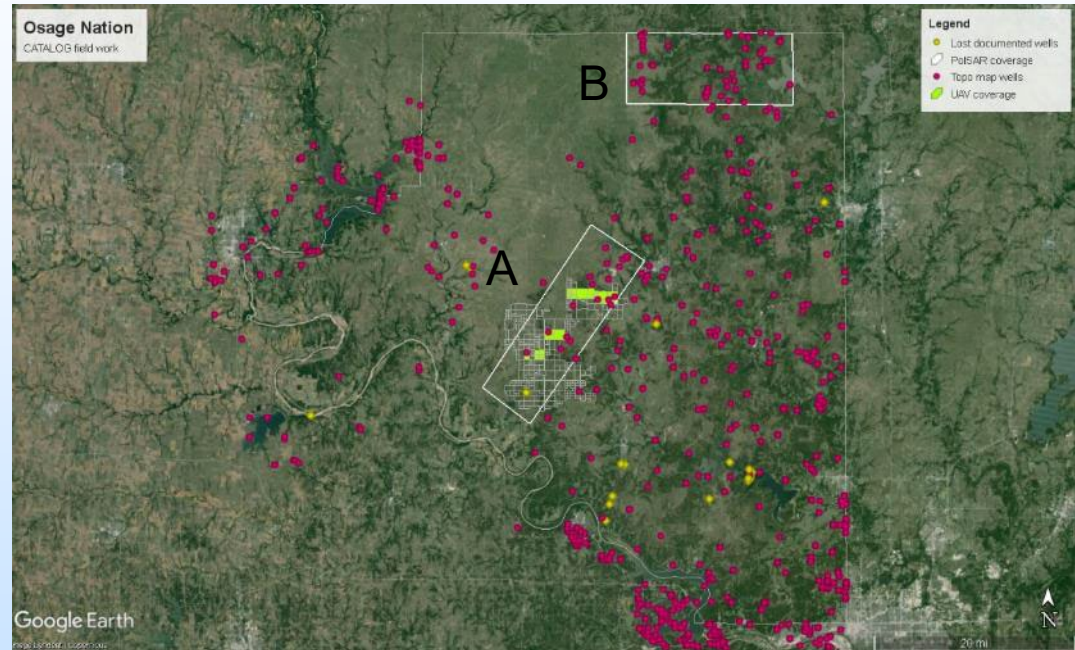 Osage Nation
CATALOG field work
Legend
Lost documented wells
PolSAR coverage
Topo map wells
UAV coverage
B
A
Google Earth
N
20 mi